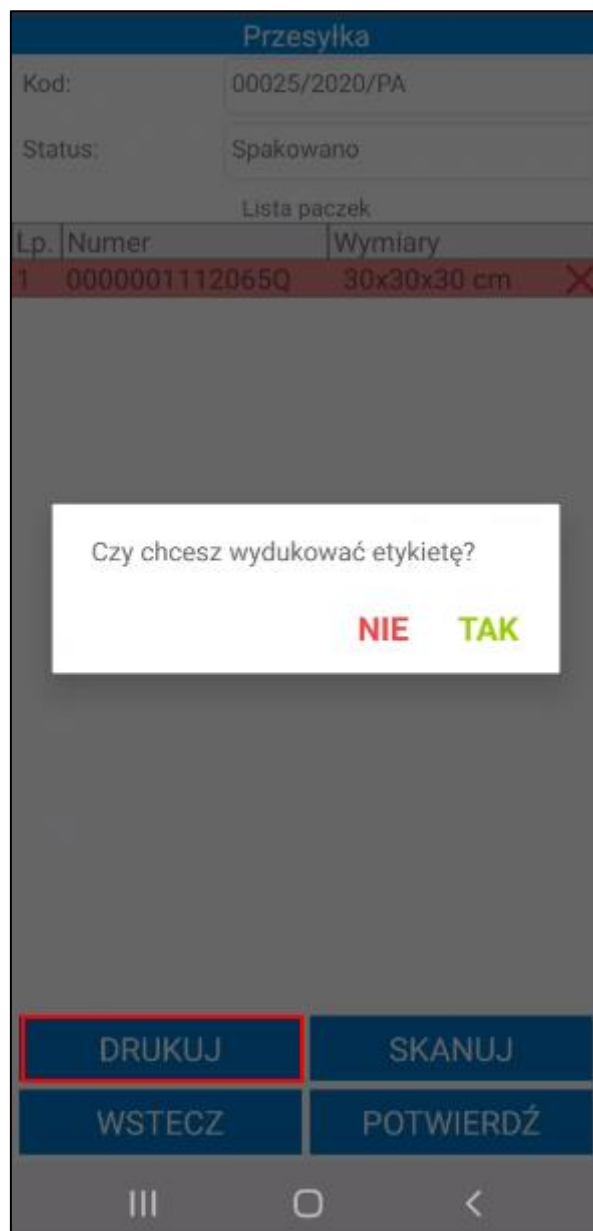 Przesyłka
Kod: 00025/2020/PA
Status: Spakowano
Lista paczek
Lp. Numer Wymiary
1 0000001112065Q 30x30x30 cm
Czy chcesz wydukować etykietę?
NIE TAK
DRUKUJ SKANUJ
WSTECZ POTWIERDŹ